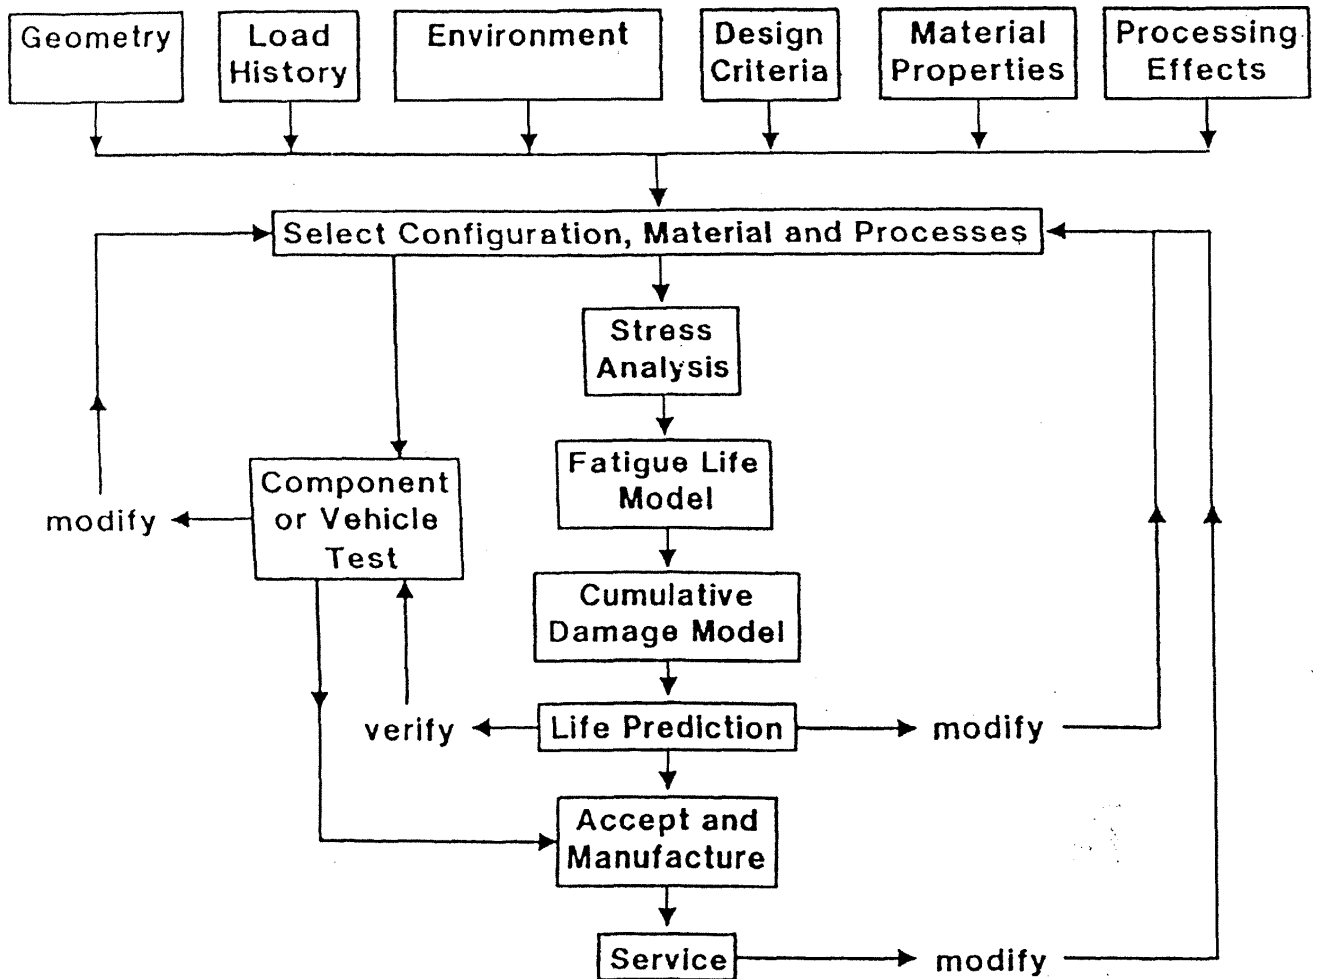 Geometry
Load
History
Environment
Design
Criteria
Material
Properties
Processing
Effects
Select Configuration, Material and Processes
Stress
Analysis
Fatigue Life
Model
Component
or Vehicle
Test
modify
Cumulative
Damage Model
verify
Life Prediction
modify
Accept and
Manufacture
Service
modify